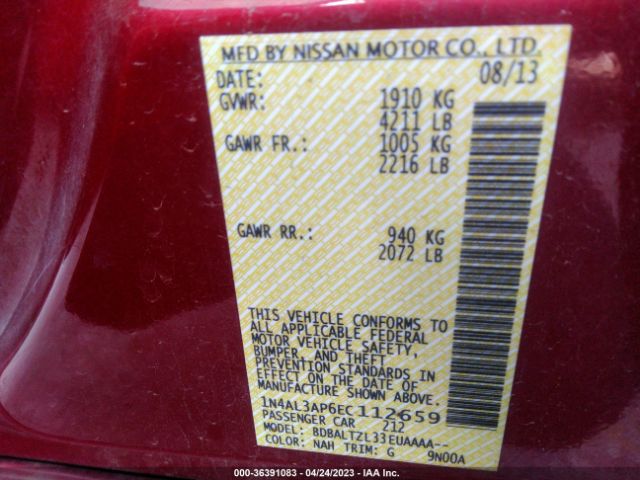 MFD BY NISSAN MOTOR CO., LTD.
DATE: 08/13
GVWR: 1910 KG
4211 LB
GAWR FR.: 1005 KG
2216 LB
GAWR RR.: 940 KG
2072 LB
THIS VEHICLE CONFORMS TO
ALL APPLICABLE FEDERAL
MOTOR VEHICLE SAFETY,
BUMPER, AND THEFT
PREVENTION STANDARDS IN
EFFECT ON THE DATE OF
MANUFACTURE SHOWN ABOVE.
1N4AL3AP6EC112659
PASSENGER CAR 212
MODEL: BDBALTZL33EUAAAA--
COLOR: NAH TRIM: G 9N00A
000-36391083 - 04/24/2023 - IAA Inc.